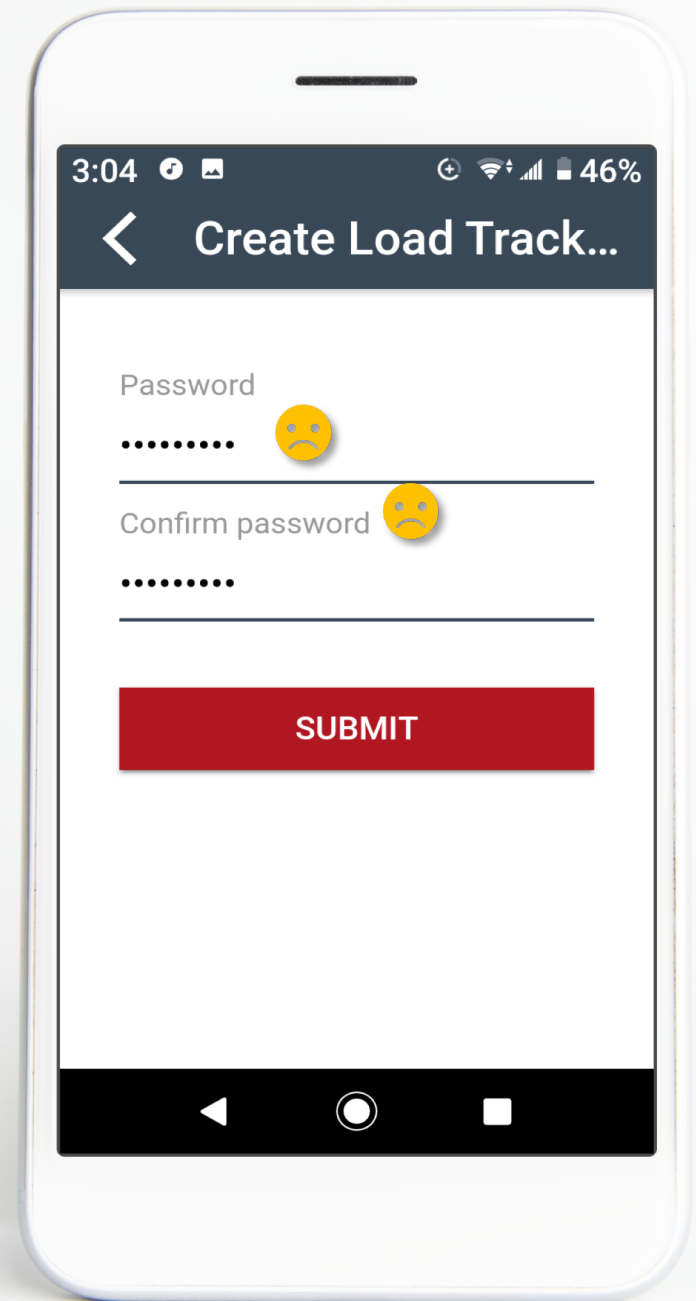 3:04 46%
Create Load Track...
Password
•••••••••
Confirm password
•••••••••
SUBMIT